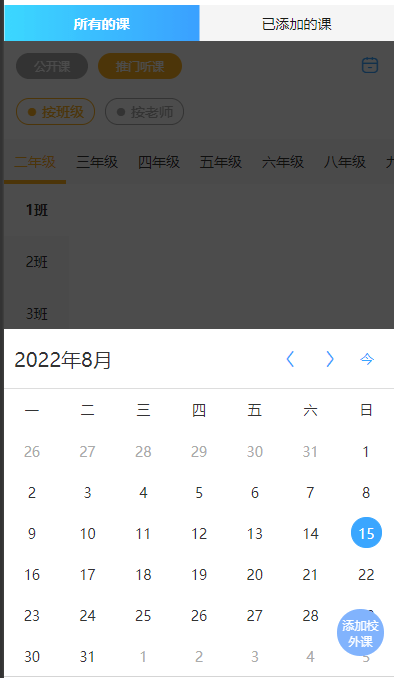 所有的课 已添加的课
公开课 推门听课
按班级 按老师
二年级 三年级 四年级 五年级 六年级 八年级
1班
2班
3班
2022年8月 今
一 二 三 四 五 六 日
26 27 28 29 30 31 1
2 3 4 5 6 7 8
9 10 11 12 13 14 15
16 17 18 19 20 21 22
23 24 25 26 27 28
添加校
外课
30 31 1 2 3 4 5